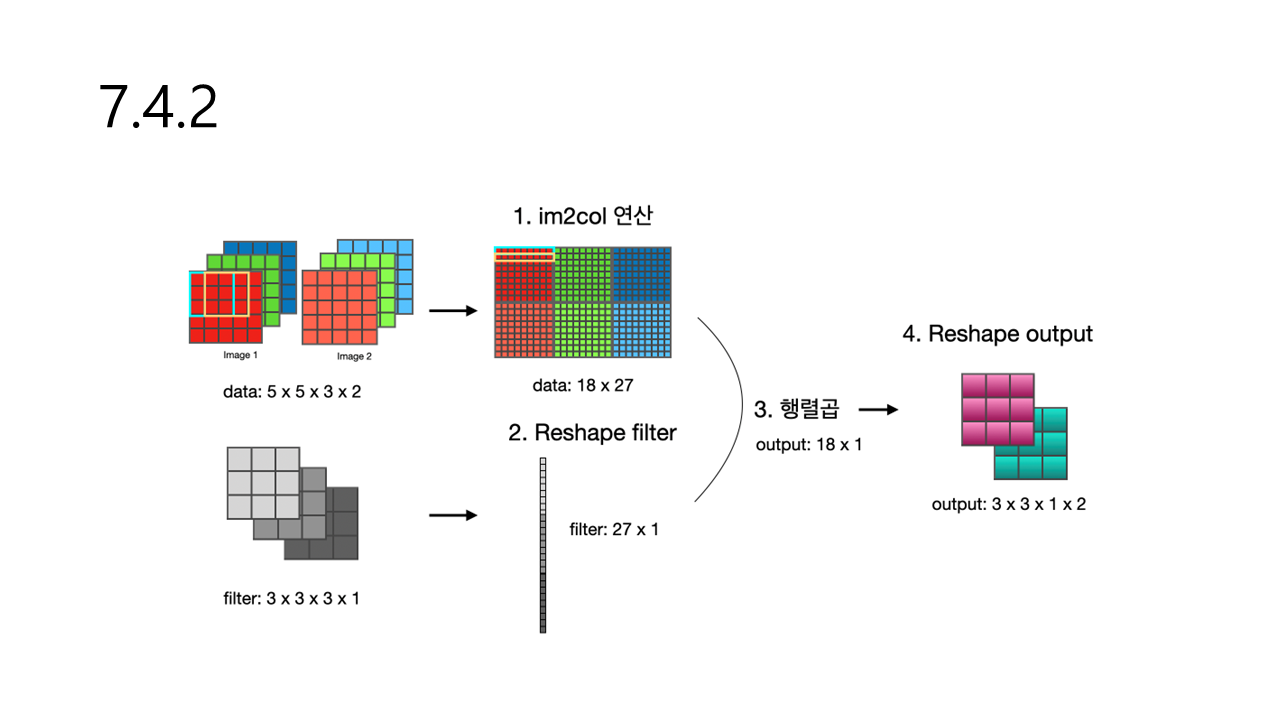 7.4.2
1. im2col 연산
Image 1
Image 2
data: 5 x 5 x 3 x 2
data: 18 x 27
2. Reshape filter
filter: 27 x 1
filter: 3 x 3 x 3 x 1
3. 행렬곱
output: 18 x 1
4. Reshape output
output: 3 x 3 x 1 x 2